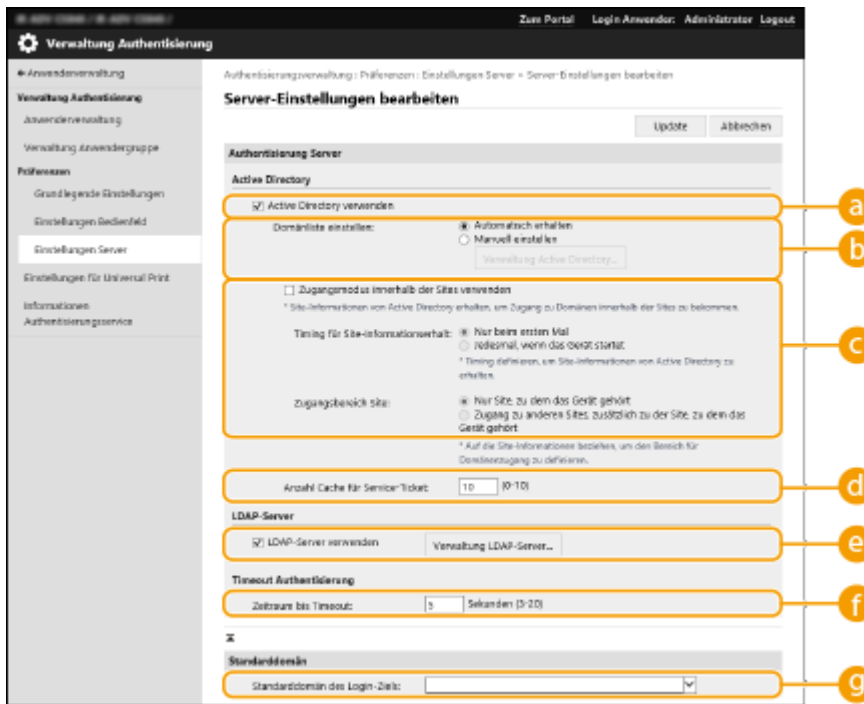 Zum Portal Login Anwender: Administrator Logout
Verwaltung Authentisierung
Anwenderverwaltung
Verwaltung Authentisierung
Anwenderverwaltung
Verwaltung Anwendergruppe
Präferenzen
Grundlegende Einstellungen
Einstellungen Bedienfeld
Einstellungen Server
Einstellungen für Universal Print
Informationen
Authentisierungsservice
Authentisierungsverwaltung : Präferenzen : Einstellungen Server > Server-Einstellungen bearbeiten
Server-Einstellungen bearbeiten
Update Abbrechen
Authentisierung Server
Active Directory
Active Directory verwenden
a
Domänliste einstellen: Automatisch erhalten
Manuell einstellen
Verwaltung Active Directory...
b
Zugangsmodus innerhalb der Sites verwenden
* Site-Informationen von Active Directory erhalten, um Zugang zu Domänen innerhalb der Sites zu bekommen.
Timing für Site-Informationserhalt: Nur beim ersten Mal
Jedesmal, wenn das Gerät startet
* Timing definieren, um Site-Informationen von Active Directory zu
erhalten.
c
Zugangsbereich Site: Nur Site, zu dem das Gerät gehört
Zugang zu anderen Sites, zusätzlich zu der Site, zu dem das
Gerät gehört
* Auf die Site-Informationen beziehen, um den Bereich für
Domänenzugang zu definieren.
Anzahl Cache für Service-Ticket: 10 (0-10)
d
LDAP-Server
LDAP-Server verwenden Verwaltung LDAP-Server...
e
Timeout Authentisierung
Zeitraum bis Timeout: 5 Sekunden (5-20)
f
Standarddomän
Standarddomän des Login-Ziels:
g